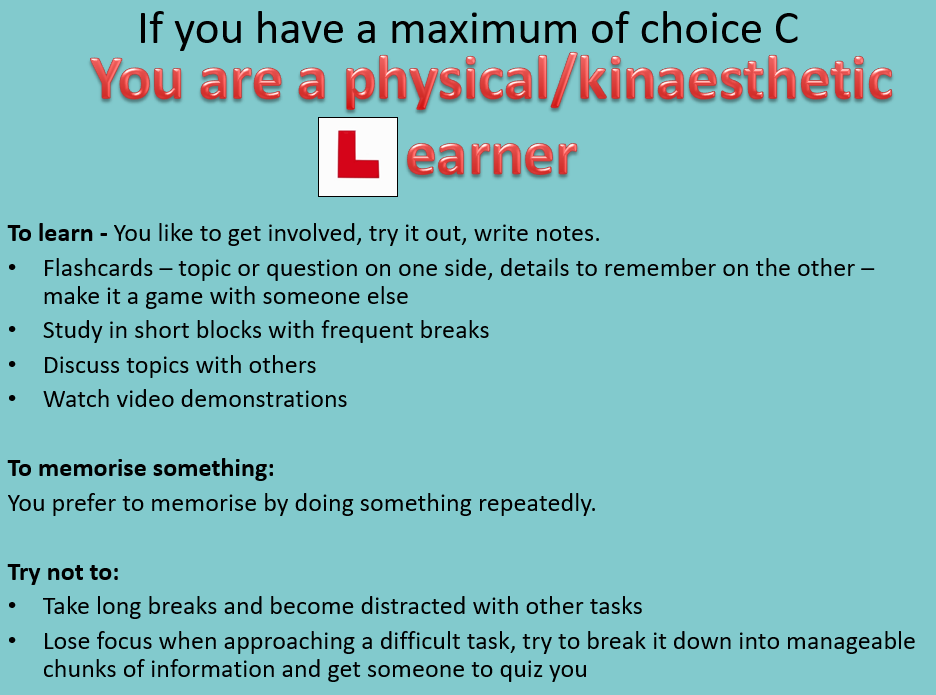 If you have a maximum of choice C
You are a physical/kinaesthetic
Learner
To learn - You like to get involved, try it out, write notes.
• Flashcards – topic or question on one side, details to remember on the other –
make it a game with someone else
• Study in short blocks with frequent breaks
• Discuss topics with others
• Watch video demonstrations
To memorise something:
You prefer to memorise by doing something repeatedly.
Try not to:
• Take long breaks and become distracted with other tasks
• Lose focus when approaching a difficult task, try to break it down into manageable
chunks of information and get someone to quiz you